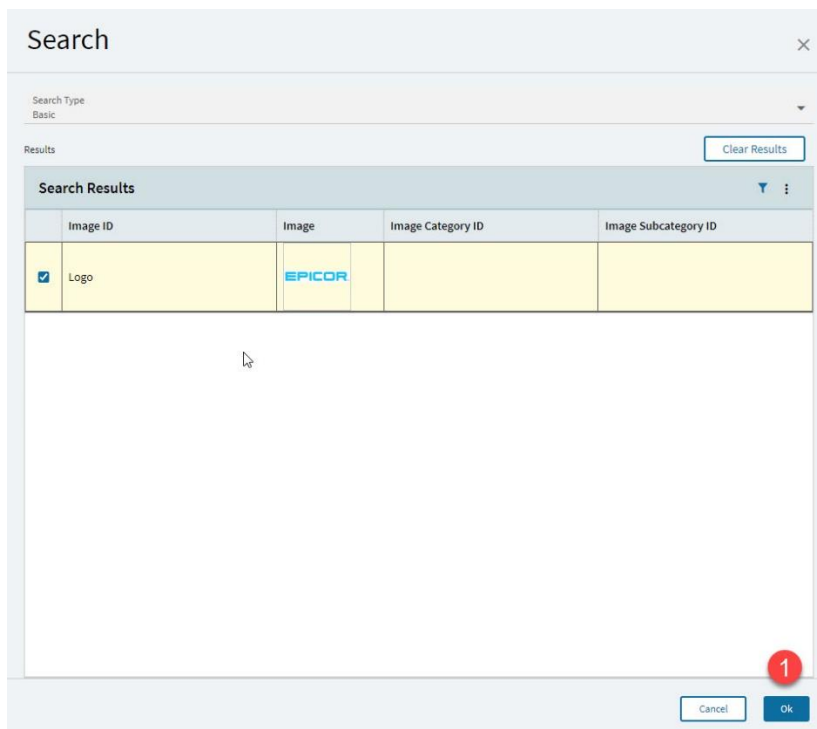 Search
Search Type
Basic
Results
Clear Results
Search Results
Image ID Image Image Category ID Image Subcategory ID
Logo EPICOR
1
Cancel Ok